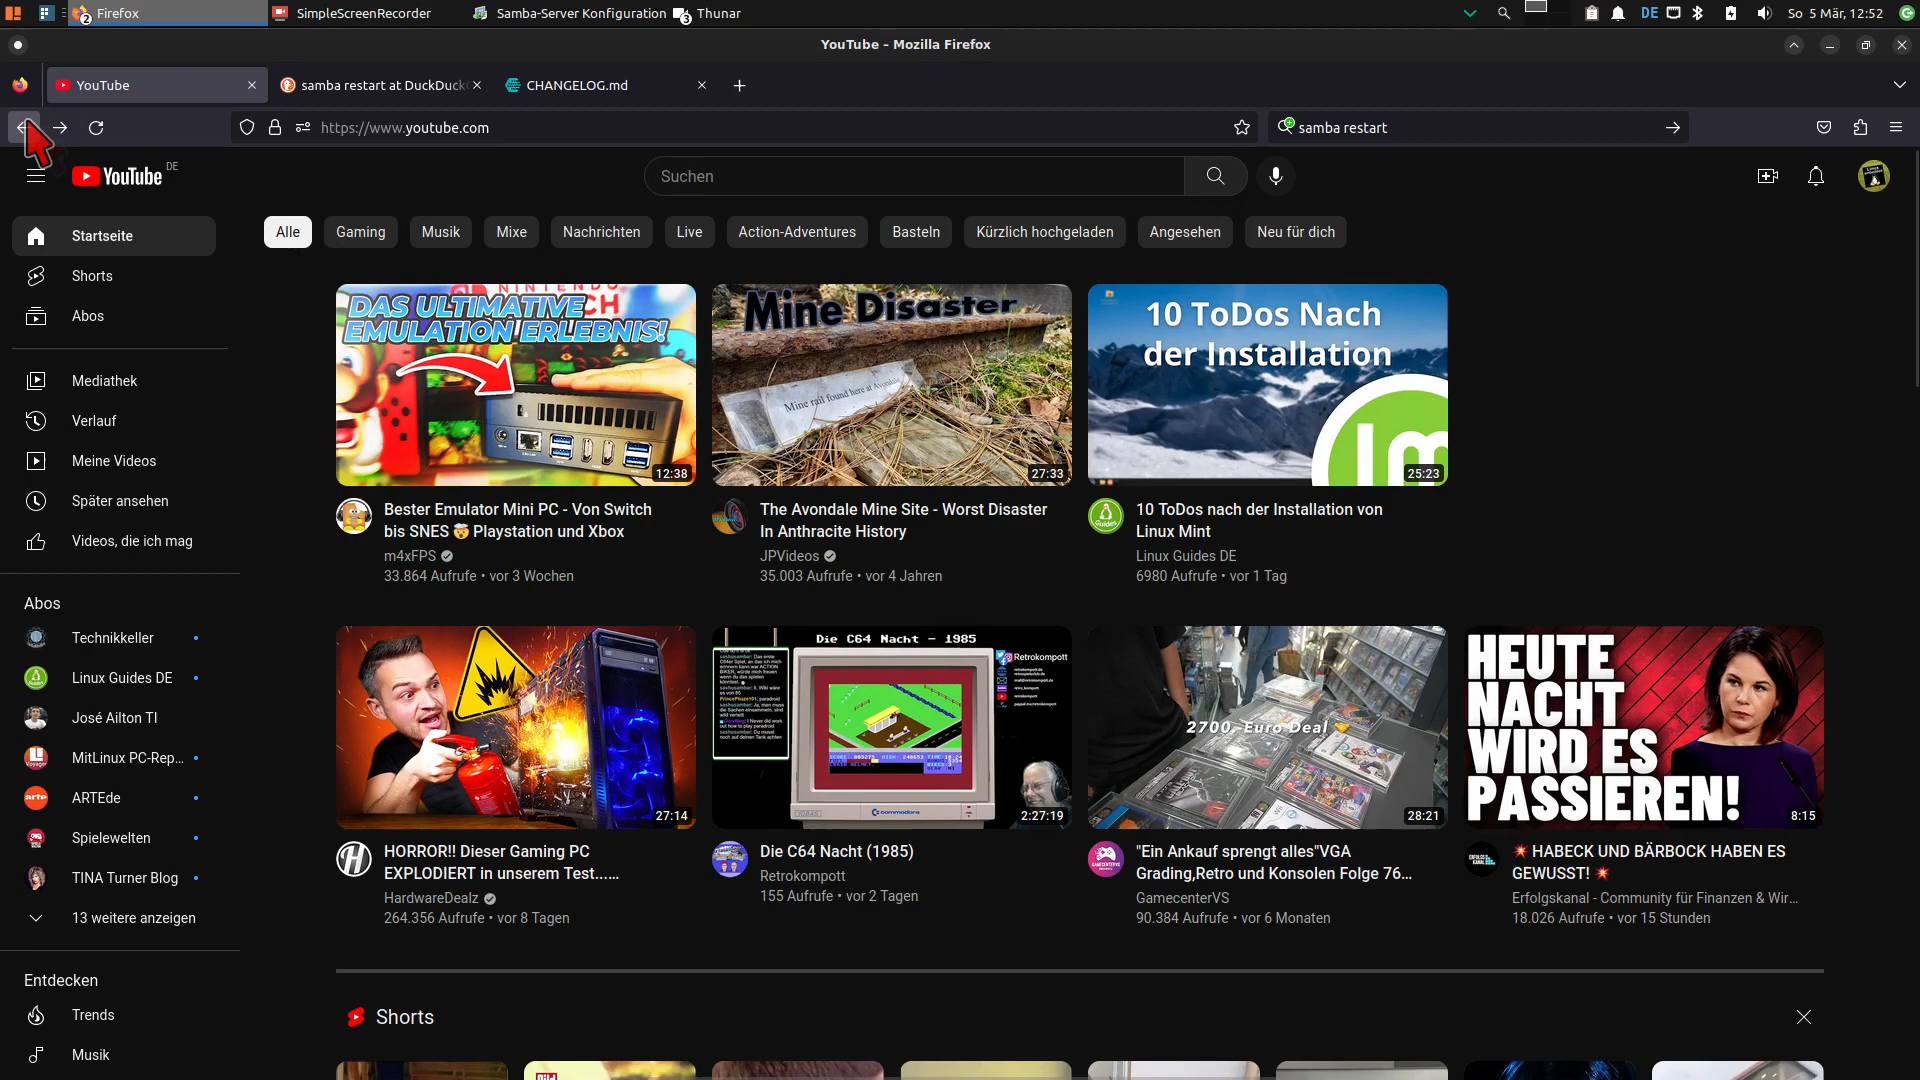 2 Firefox
SimpleScreenRecorder
Samba-Server Konfiguration
3 Thunar
DE
So 5 Mär, 12:52
YouTube – Mozilla Firefox
YouTube
samba restart at DuckDuck
CHANGELOG.md
https://www.youtube.com
samba restart
YouTube DE
Suchen
Startseite
Shorts
Abos
Mediathek
Verlauf
Meine Videos
Später ansehen
Videos, die ich mag
Abos
Technikkeller
Linux Guides DE
José Ailton TI
MitLinux PC-Rep...
ARTEde
Spielewelten
TINA Turner Blog
13 weitere anzeigen
Entdecken
Trends
Musik
Alle
Gaming
Musik
Mixe
Nachrichten
Live
Action-Adventures
Basteln
Kürzlich hochgeladen
Angesehen
Neu für dich
DAS ULTIMATIVE
EMULATION ERLEBNIS!
12:38
Bester Emulator Mini PC - Von Switch
bis SNES 🤯 Playstation und Xbox
m4xFPS
33.864 Aufrufe • vor 3 Wochen
Mine Disaster
Mine rail found here at Avondale
27:33
The Avondale Mine Site - Worst Disaster
In Anthracite History
JPVideos
35.003 Aufrufe • vor 4 Jahren
10 ToDos Nach
der Installation
25:23
10 ToDos nach der Installation von
Linux Mint
Linux Guides DE
6980 Aufrufe • vor 1 Tag
27:14
HORROR!! Dieser Gaming PC
EXPLODIERT in unserem Test......
HardwareDealz
264.356 Aufrufe • vor 8 Tagen
Die C64 Nacht – 1985
Retrokompott
commodore
2:27:19
Die C64 Nacht (1985)
Retrokompott
155 Aufrufe • vor 2 Tagen
2700,-Euro Deal
28:21
"Ein Ankauf sprengt alles"VGA
Grading,Retro und Konsolen Folge 76...
GamecenterVS
90.384 Aufrufe • vor 6 Monaten
HEUTE
NACHT
WIRD ES
PASSIEREN!
8:15
💥HABECK UND BÄRBOCK HABEN ES
GEWUSST! 💥
Erfolgskanal - Community für Finanzen & Wir...
18.026 Aufrufe • vor 15 Stunden
Shorts